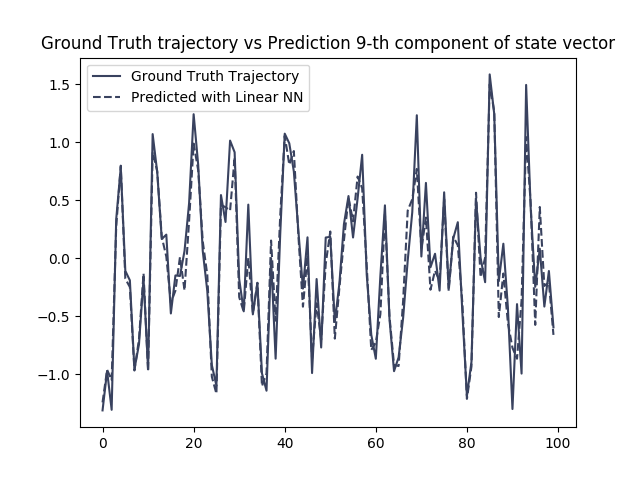 Ground Truth trajectory vs Prediction 9-th component of state vector
Ground Truth Trajectory
Predicted with Linear NN
1.5
1.0
0.5
0.0
−0.5
−1.0
0 20 40 60 80 100